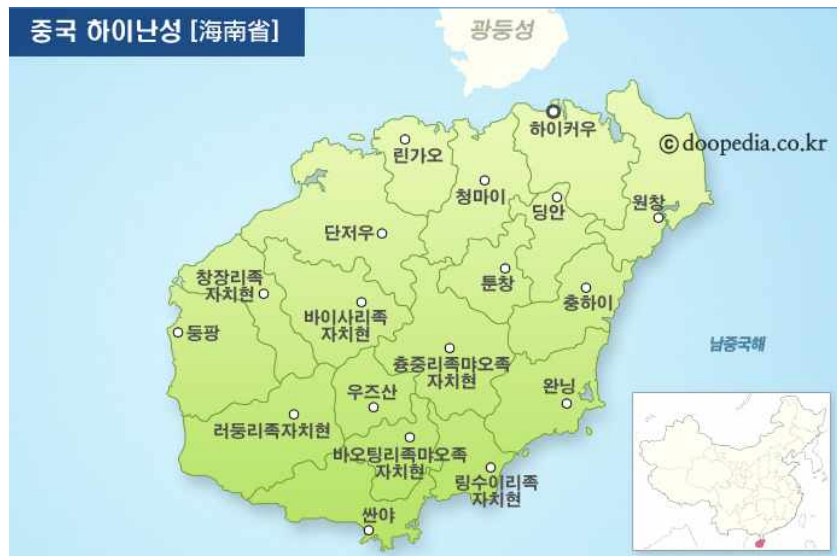 중국 하이난성 [海南省]
광둥성
하이커우
ⓒdoopedia.co.kr
린가오
청마이
딩안
원창
단저우
툰창
충하이
창장리족
자치현
바이사리족
자치현
둥팡
남중국해
충중리족먀오족
자치현
우즈산
완닝
러둥리족자치현
바오팅리족먀오족
자치현
링수이리족
자치현
싼야